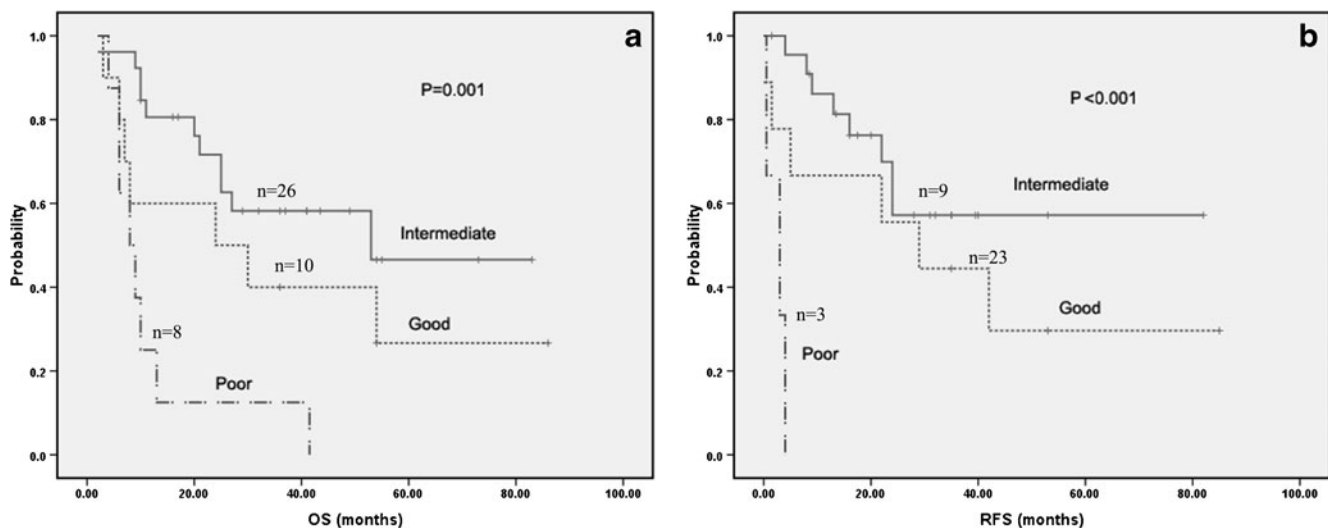 a
P=0.001
Probability
1.0
0.8
0.6
0.4
0.2
0.0
n=26
Intermediate
n=10
Good
n=8
Poor
0.00 20.00 40.00 60.00 80.00 100.00
OS (months)
b
P<0.001
Probability
1.0
0.8
0.6
0.4
0.2
0.0
n=9
Intermediate
n=23
Good
n=3
Poor
0.00 20.00 40.00 60.00 80.00 100.00
RFS (months)